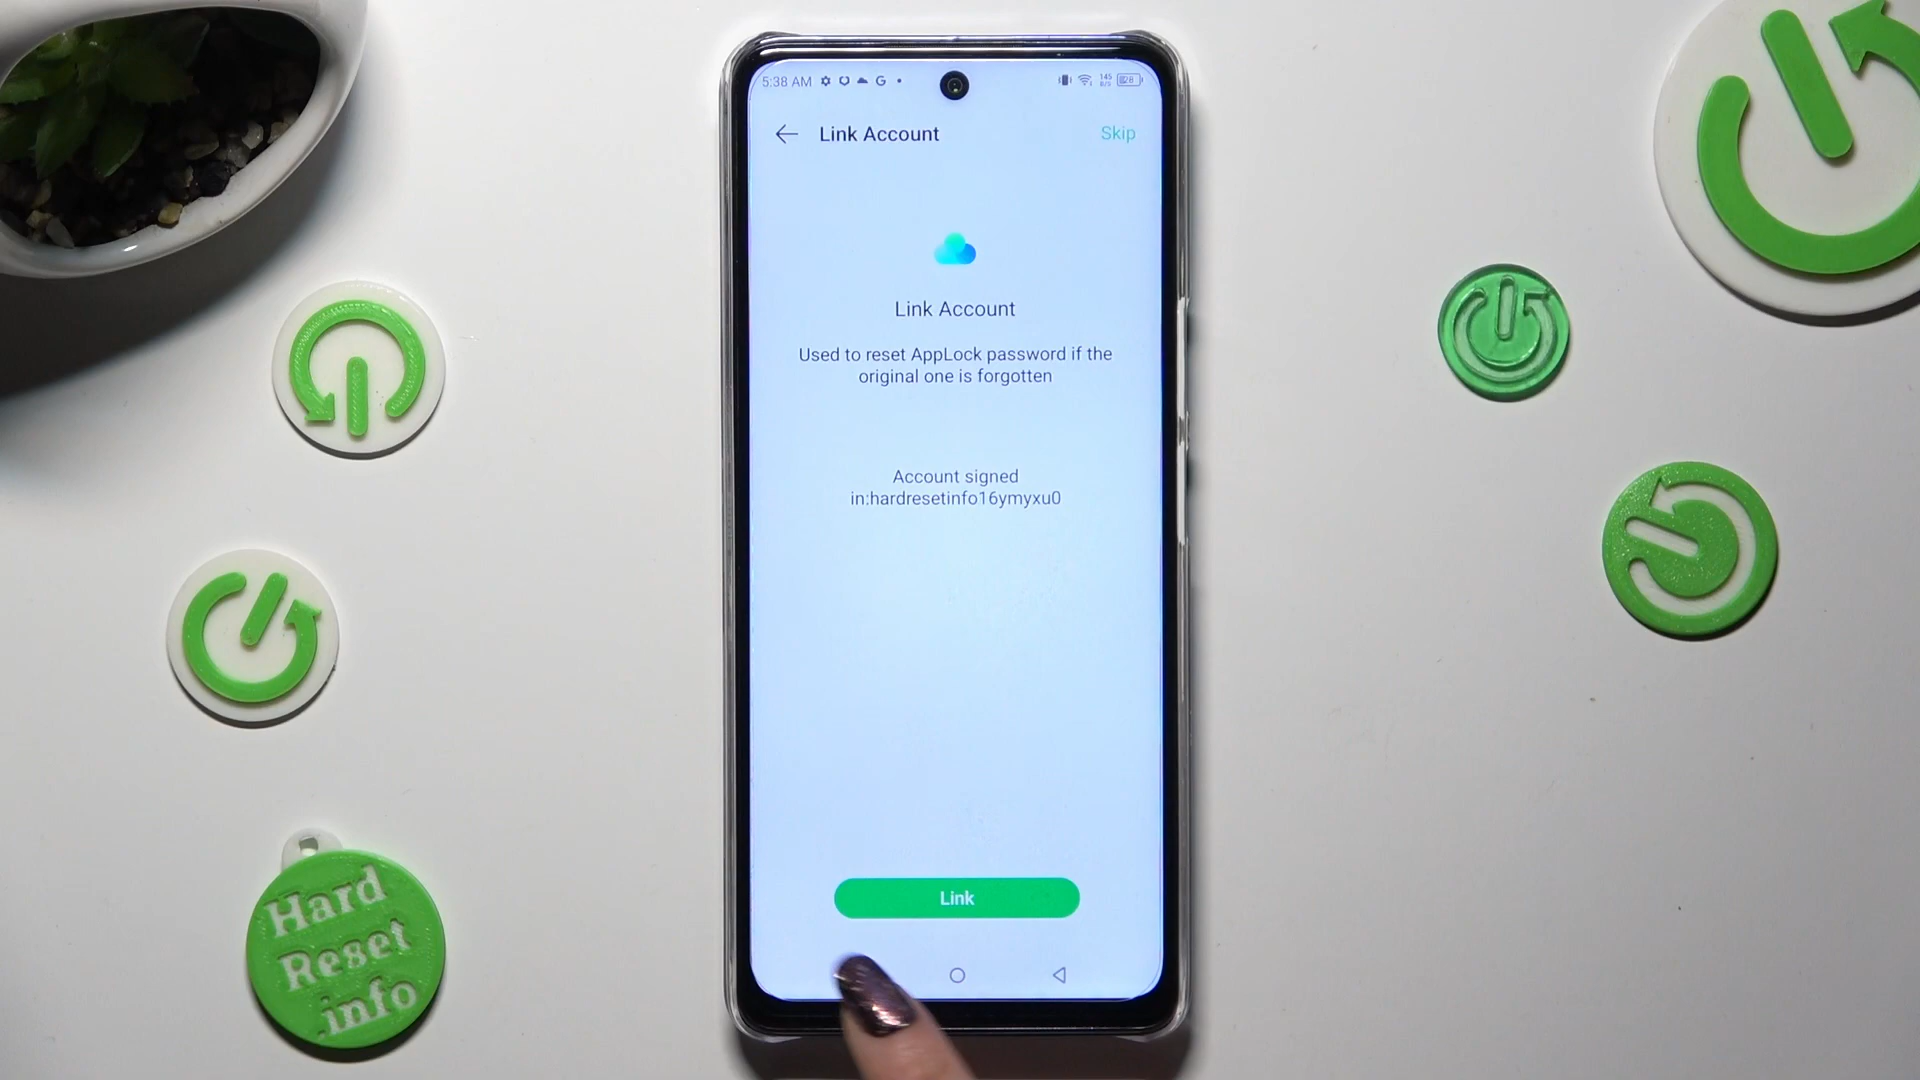 5:38 AM
Link Account
Skip
Link Account
Used to reset AppLock password if the
original one is forgotten
Account signed
in:hardresetinfo16ymyxu0
Link
Hard
Reset
.info